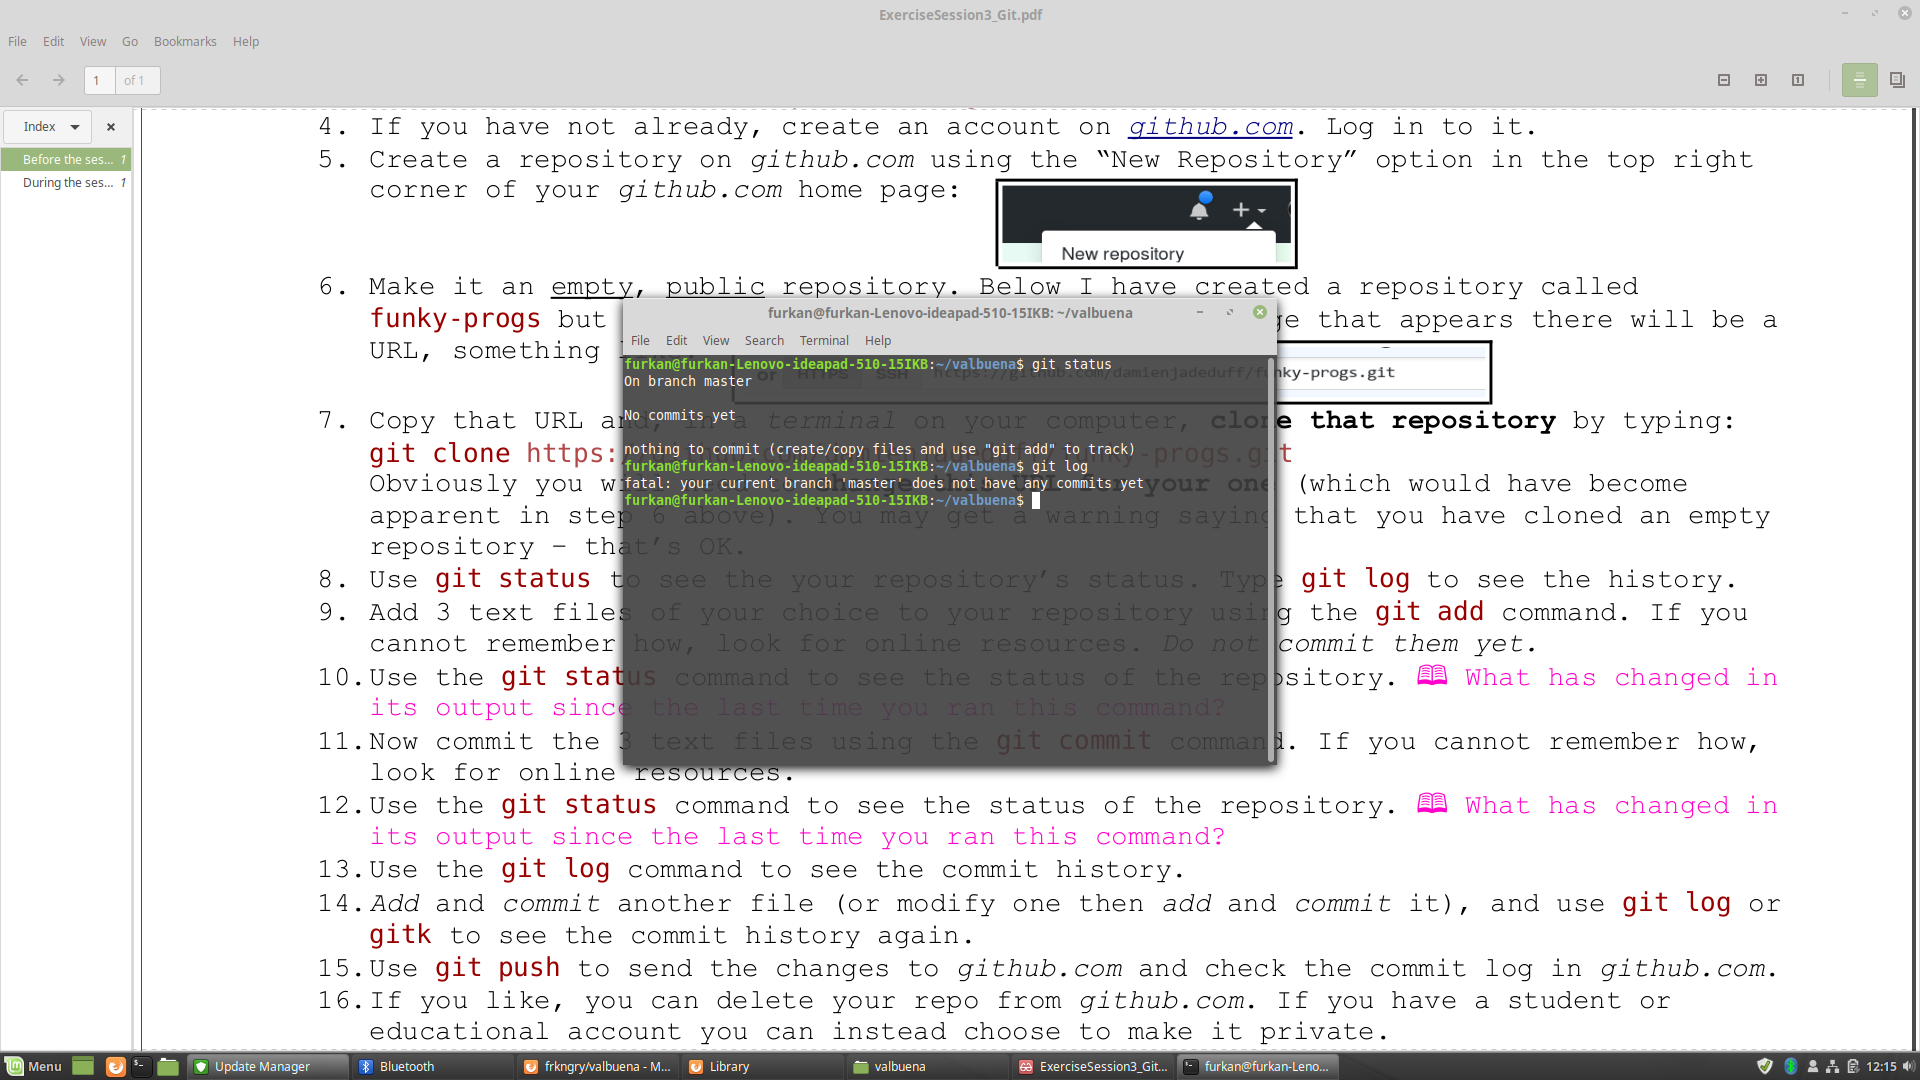 ExerciseSession3_Git.pdf
File Edit View Go Bookmarks Help
1 of 1
Index
Before the ses... 1
During the ses... 1
4. If you have not already, create an account on github.com. Log in to it.
5. Create a repository on github.com using the “New Repository” option in the top right
corner of your github.com home page:
New repository
6. Make it an empty, public repository. Below I have created a repository called
funky-progs but
ge that appears there will be a
URL, something
or HTTPS SSH https://github.com/damienjadeduff/funky-progs.git
furkan@furkan-Lenovo-ideapad-510-15IKB: ~/valbuena
File Edit View Search Terminal Help
furkan@furkan-Lenovo-ideapad-510-15IKB:~/valbuena$ git status
On branch master
No commits yet
nothing to commit (create/copy files and use "git add" to track)
furkan@furkan-Lenovo-ideapad-510-15IKB:~/valbuena$ git log
fatal: your current branch 'master' does not have any commits yet
furkan@furkan-Lenovo-ideapad-510-15IKB:~/valbuena$
7. Copy that URL and, in a terminal on your computer, clone that repository by typing:
git clone https:
funky-progs.git
Obviously you
for your one (which would have become
apparent in step 6 above). You may get a warning saying that you have cloned an empty
repository – that’s OK.
8. Use git status to see the your repository’s status. Type git log to see the history.
9. Add 3 text files of your choice to your repository using the git add command. If you
cannot remember how, look for online resources. Do not commit them yet.
10. Use the git status command to see the status of the repository. What has changed in
its output since the last time you ran this command?
11. Now commit the 3 text files using the git commit command. If you cannot remember how,
look for online resources.
12. Use the git status command to see the status of the repository. What has changed in
its output since the last time you ran this command?
13. Use the git log command to see the commit history.
14. Add and commit another file (or modify one then add and commit it), and use git log or
gitk to see the commit history again.
15. Use git push to send the changes to github.com and check the commit log in github.com.
16. If you like, you can delete your repo from github.com. If you have a student or
educational account you can instead choose to make it private.
Menu Update Manager Bluetooth frkngry/valbuena - M... Library valbuena ExerciseSession3_Git... furkan@furkan-Leno... 12:15